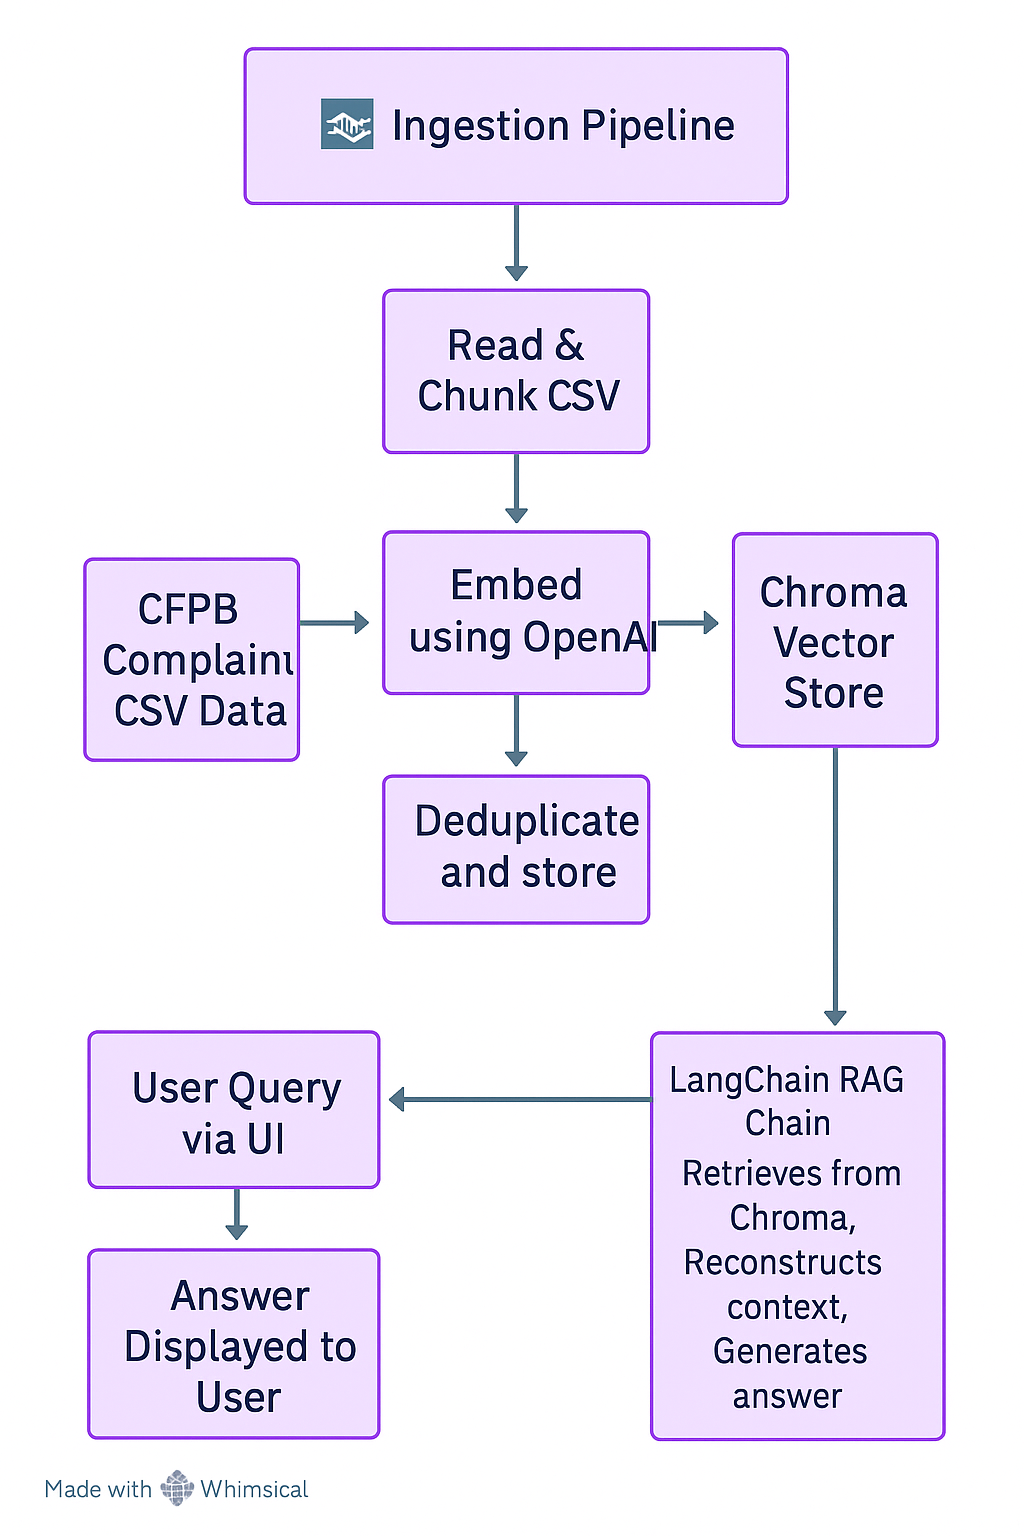 Ingestion Pipeline
Read &
Chunk CSV
CFPB
CSV Data
Embed
using OpenAI
Chroma
Vector
Store
Deduplicate
and store
User Query
via UI
Answer
Displayed to
User
LangChain RAG
Chain
Retrieves from
Chroma,
Reconstructs
context,
Generates
answer
Made with Whimsical